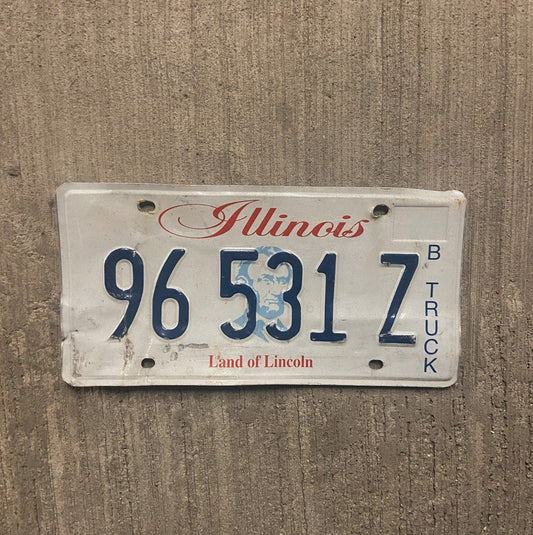 Illinois
96 531 Z
B TRUCK
Land of Lincoln